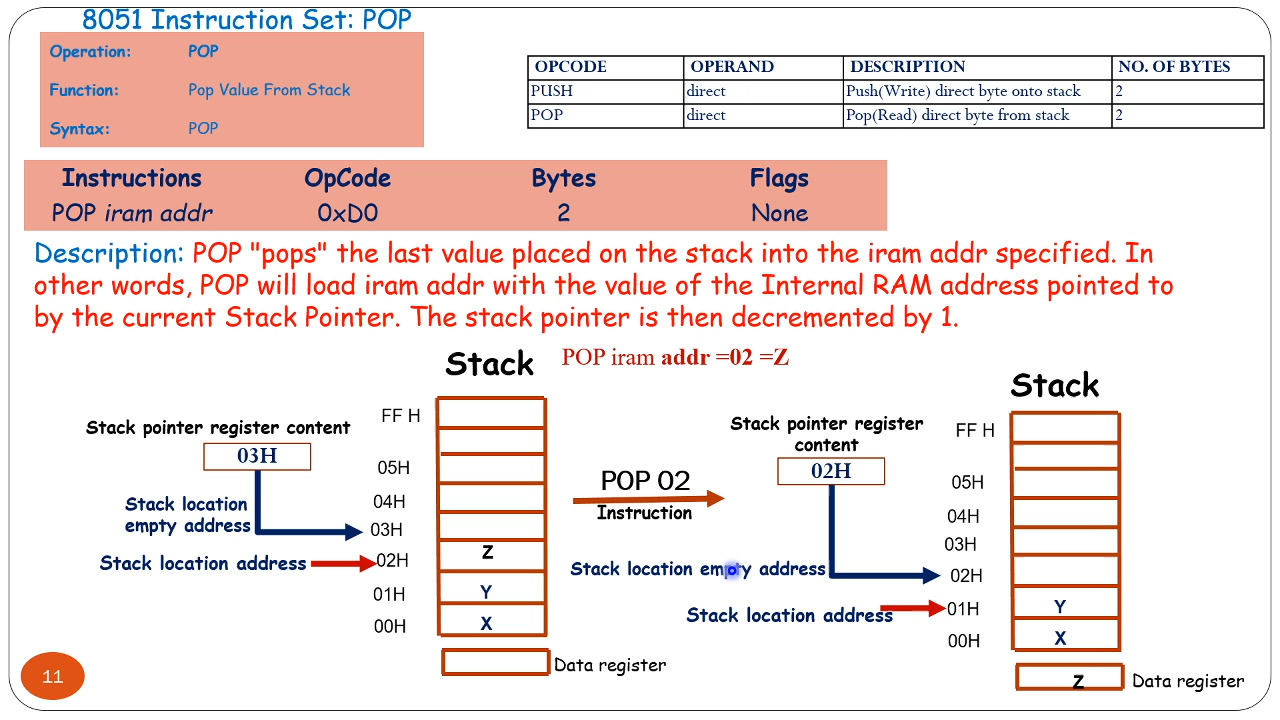 8051 Instruction Set: POP
Operation: POP
Function: Pop Value From Stack
Syntax: POP
OPCODE OPERAND DESCRIPTION NO. OF BYTES
PUSH direct Push(Write) direct byte onto stack 2
POP direct Pop(Read) direct byte from stack 2
Instructions OpCode Bytes Flags
POP iram addr 0xD0 2 None
Description: POP "pops" the last value placed on the stack into the iram addr specified. In
other words, POP will load iram addr with the value of the Internal RAM address pointed to
by the current Stack Pointer. The stack pointer is then decremented by 1.
POP iram addr =02 =Z
Stack
Stack pointer register content
03H
Stack location
empty address
Stack location address
FF H
05H
04H
03H
02H Z
01H Y
00H X
Data register
POP 02
Instruction
Stack
Stack pointer register
content
02H
Stack location empty address
Stack location address
FF H
05H
04H
03H
02H
01H Y
00H X
Z Data register
11